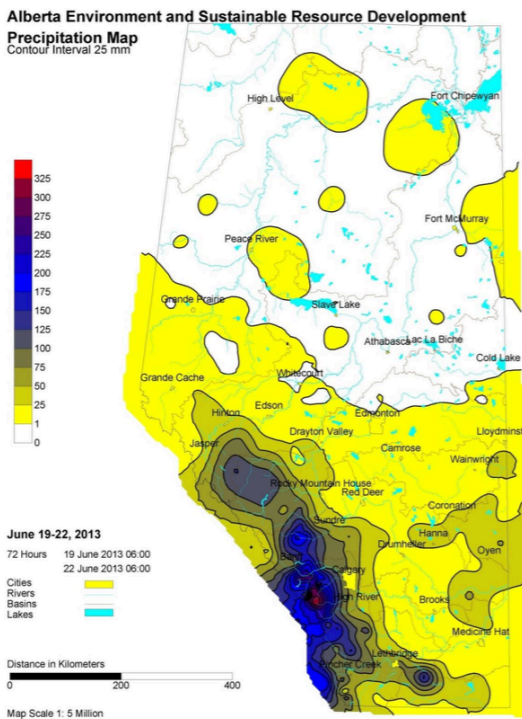 Alberta Environment and Sustainable Resource Development
Precipitation Map
Contour Interval 25 mm
High Level
Fort Chipewyan
325
300
275
250
225
200
175
150
125
100
75
50
25
1
0
Fort McMurray
Peace River
Grande Prairie
Slave Lake
Athabasca
Lac La Biche
Cold Lake
Whitecourt
Grande Cache
Hinton
Edson
Edmonton
Drayton Valley
Lloydminst
Jasper
Camrose
Wainwright
Rocky Mountain House
Red Deer
Coronation
Sundre
Hanna
Drumheller
Oyen
Banff
Calgary
High River
Brooks
Medicine Hat
Lethbridge
Pincher Creek
June 19-22, 2013
72 Hours 19 June 2013 06:00
22 June 2013 06:00
Cities
Rivers
Basins
Lakes
Distance in Kilometers
0 200 400
Map Scale 1: 5 Million